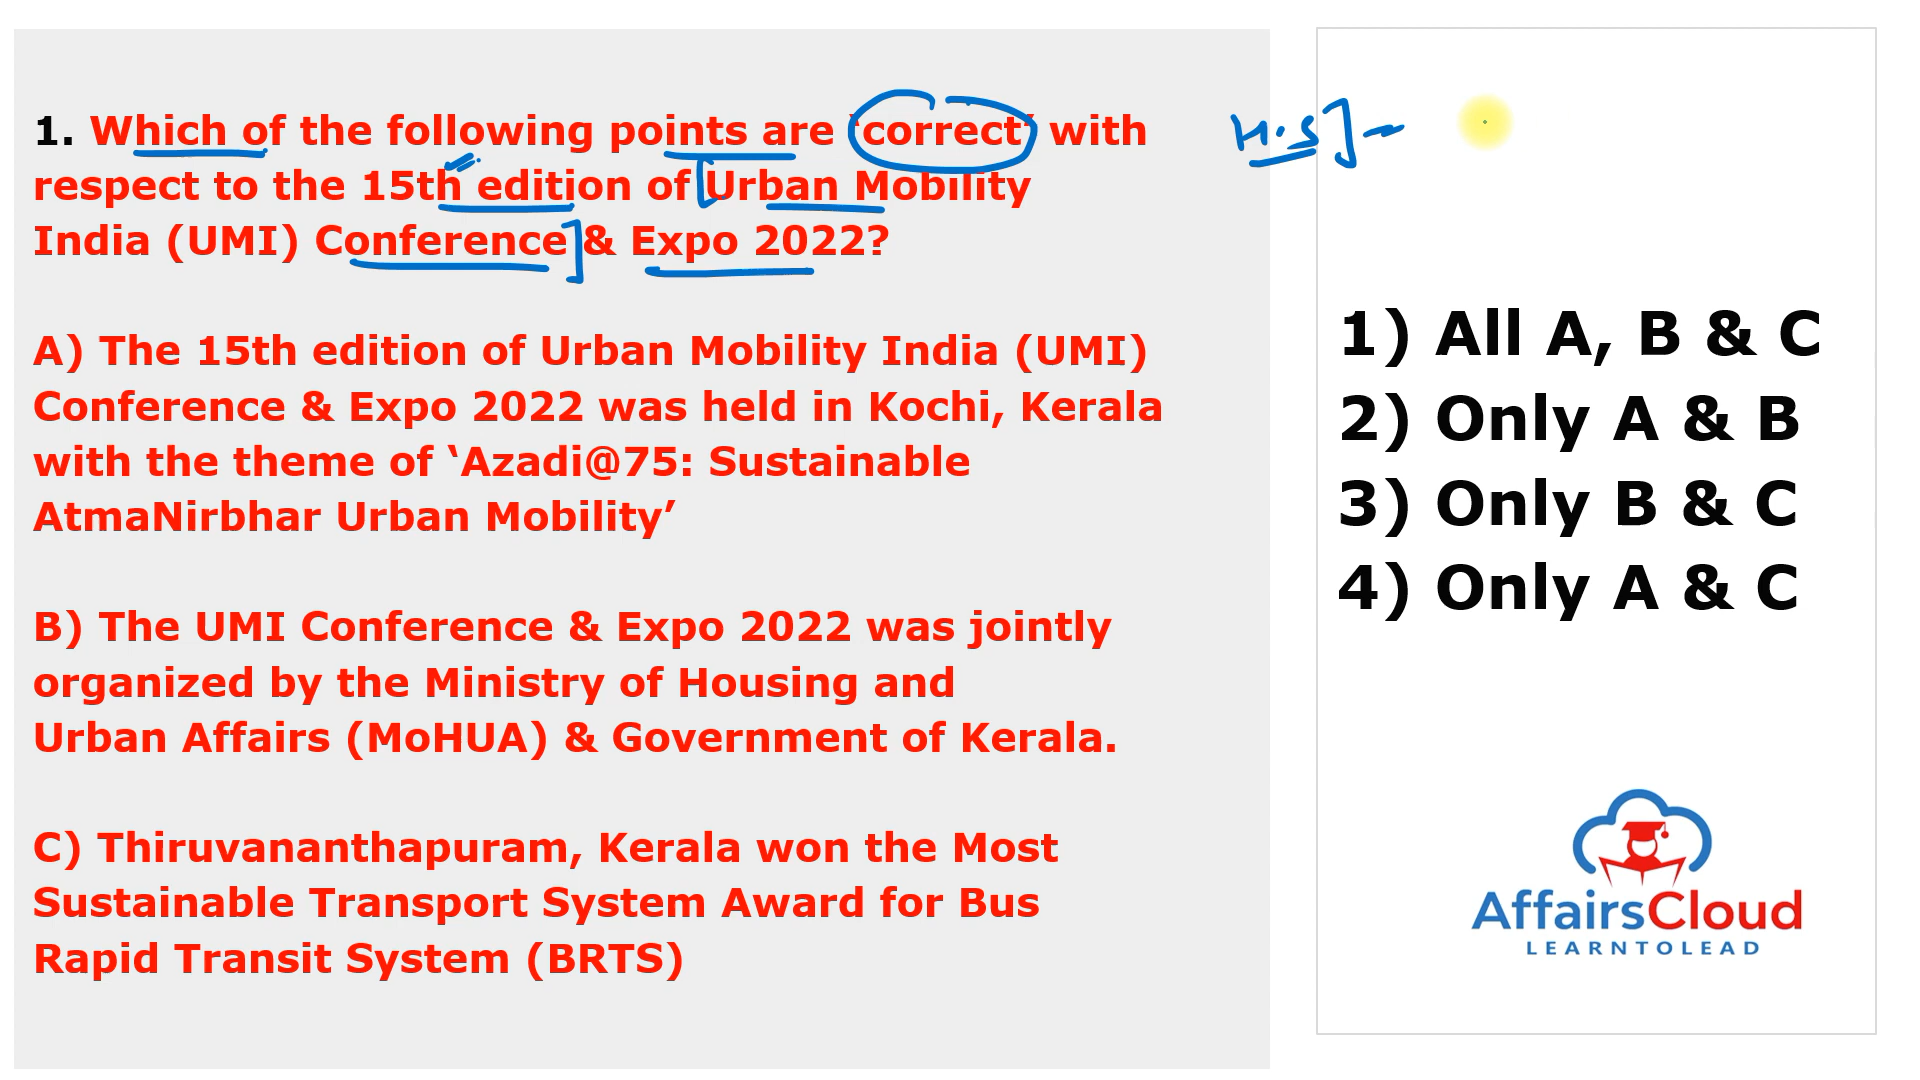 1. Which of the following points are ‘correct’ with
respect to the 15th edition of Urban Mobility
India (UMI) Conference & Expo 2022?
A) The 15th edition of Urban Mobility India (UMI)
Conference & Expo 2022 was held in Kochi, Kerala
with the theme of ‘Azadi@75: Sustainable
AtmaNirbhar Urban Mobility’
B) The UMI Conference & Expo 2022 was jointly
organized by the Ministry of Housing and
Urban Affairs (MoHUA) & Government of Kerala.
C) Thiruvananthapuram, Kerala won the Most
Sustainable Transport System Award for Bus
Rapid Transit System (BRTS)
H.S]-
1) All A, B & C
2) Only A & B
3) Only B & C
4) Only A & C
AffairsCloud
LEARNTOLEAD